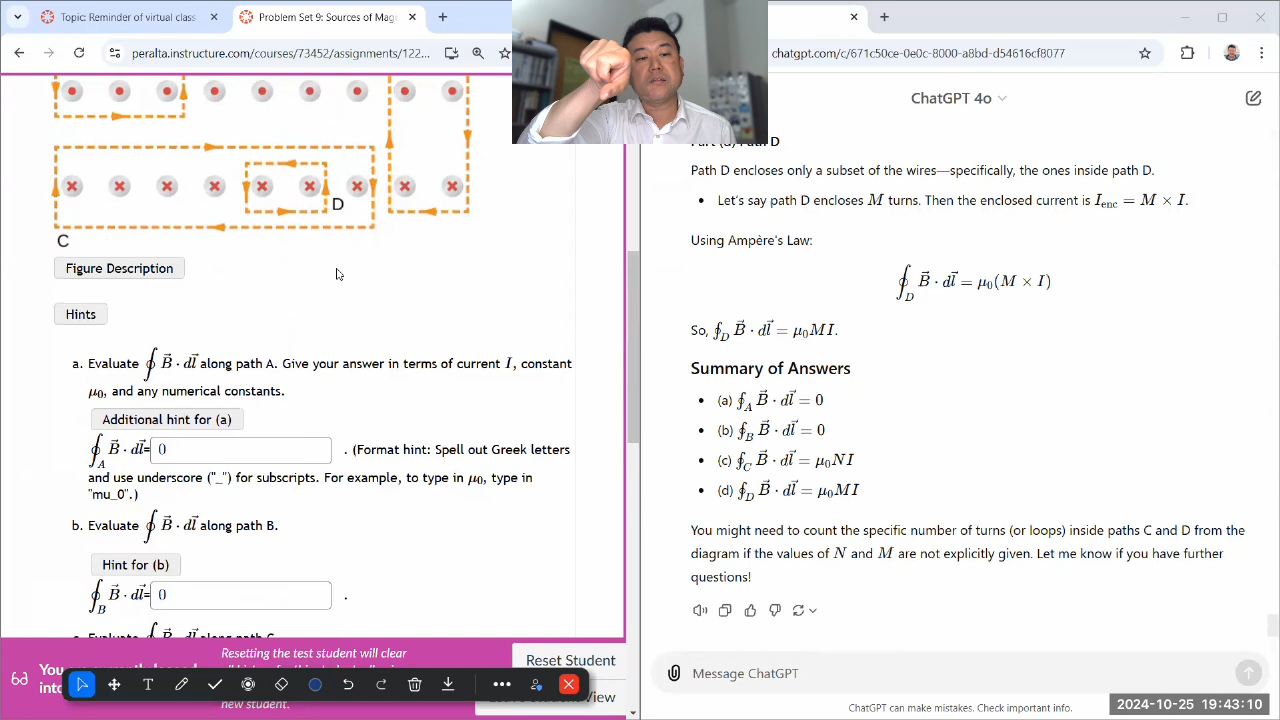 Topic: Reminder of virtual class
Problem Set 9: Sources of Mag
peralta.instructure.com/courses/73452/assignments/122...
chatgpt.com/c/671c50ce-0e0c-8000-a8bd-d54616cf8077
D
C
Figure Description
Hints
a. Evaluate ∮ B⃗ · dl⃗ along path A. Give your answer in terms of current I, constant
μ₀, and any numerical constants.
Additional hint for (a)
∮_A B⃗ · dl⃗= 0 . (Format hint: Spell out Greek letters
and use underscore ("_") for subscripts. For example, to type in μ₀, type in
"mu_0".)
b. Evaluate ∮ B⃗ · dl⃗ along path B.
Hint for (b)
∮_B B⃗ · dl⃗= 0 .
Resetting the test student will clear
new student.
Reset Student
View
ChatGPT 4o
Part (d) Path D
Path D encloses only a subset of the wires—specifically, the ones inside path D.
• Let's say path D encloses M turns. Then the enclosed current is I_enc = M × I.
Using Ampère's Law:
∮_D B⃗ · dl⃗ = μ₀(M × I)
So, ∮_D B⃗ · dl⃗ = μ₀MI.
Summary of Answers
• (a) ∮_A B⃗ · dl⃗ = 0
• (b) ∮_B B⃗ · dl⃗ = 0
• (c) ∮_C B⃗ · dl⃗ = μ₀NI
• (d) ∮_D B⃗ · dl⃗ = μ₀MI
You might need to count the specific number of turns (or loops) inside paths C and D from the
diagram if the values of N and M are not explicitly given. Let me know if you have further
questions!
Message ChatGPT
ChatGPT can make mistakes. Check important info.
2024-10-25 19:43:10